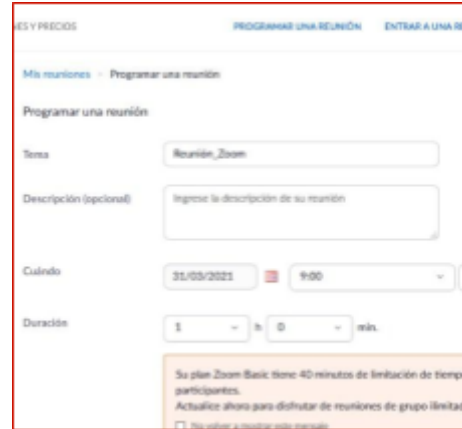 ES Y PRECIOS PROGRAMAR UNA REUNIÓN ENTRAR A UNA RE
Mis reuniones > Programar una reunión
Programar una reunión
Tema Reunión_Zoom
Descripción (opcional) Ingrese la descripción de su reunión
Cuándo 31/03/2021 9:00
Duración 1 h 0 min.
Su plan Zoom Basic tiene 40 minutos de limitación de tiemp
participantes.
Actualice ahora para disfrutar de reuniones de grupo ilimitad
No volver a mostrar este mensaje